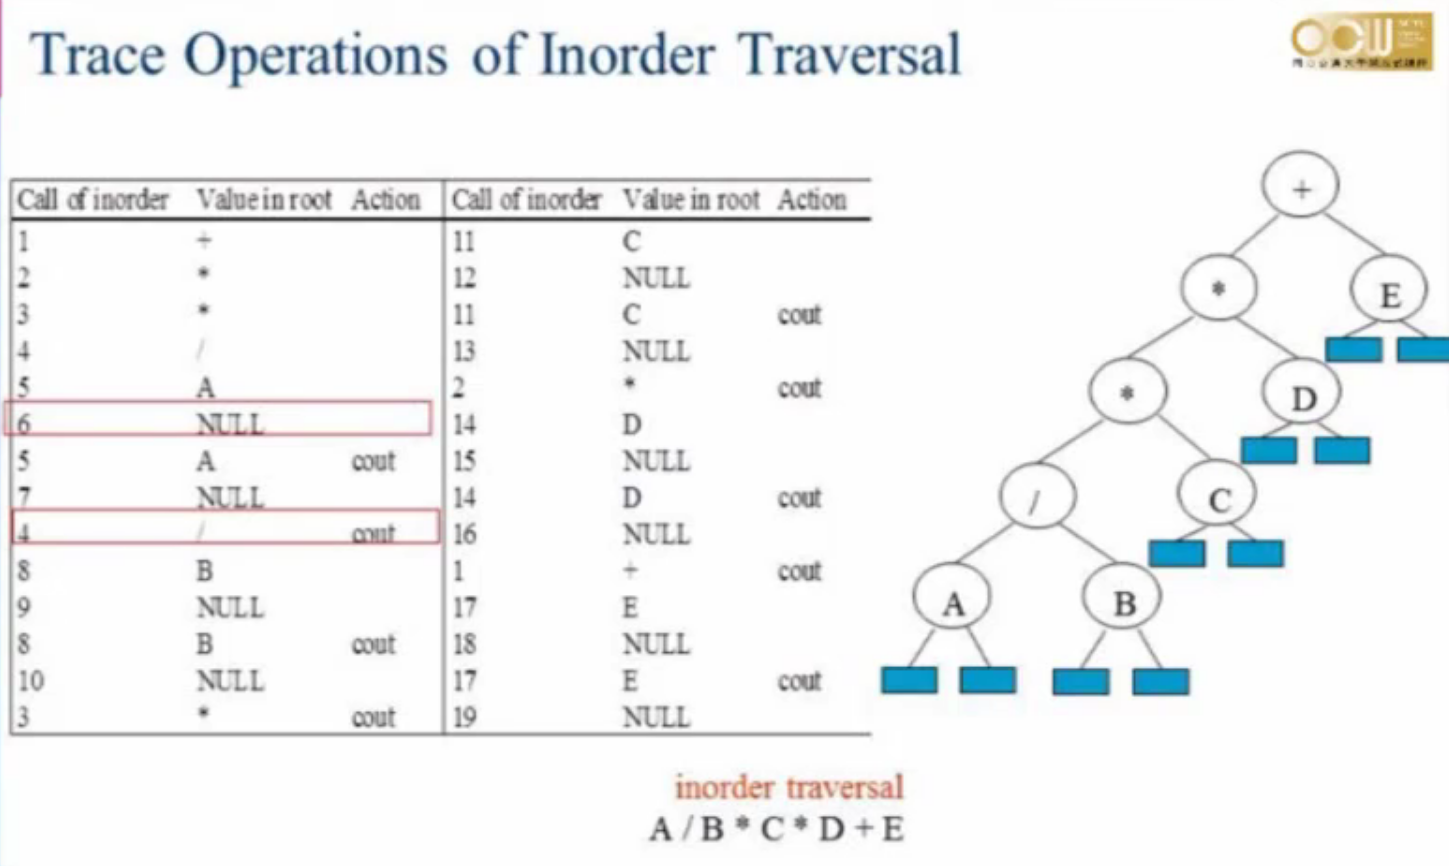 Trace Operations of Inorder Traversal
OCW
Call of inorder Value in root Action Call of inorder Value in root Action
1 + 11 C
2 * 12 NULL
3 * 11 C cout
4 / 13 NULL
5 A 2 * cout
6 NULL 14 D
5 A cout 15 NULL
7 NULL 14 D cout
4 / cout 16 NULL
8 B 1 + cout
9 NULL 17 E
8 B cout 18 NULL
10 NULL 17 E cout
3 * cout 19 NULL
+
* E
* D
/ C
A B
inorder traversal
A / B * C * D + E